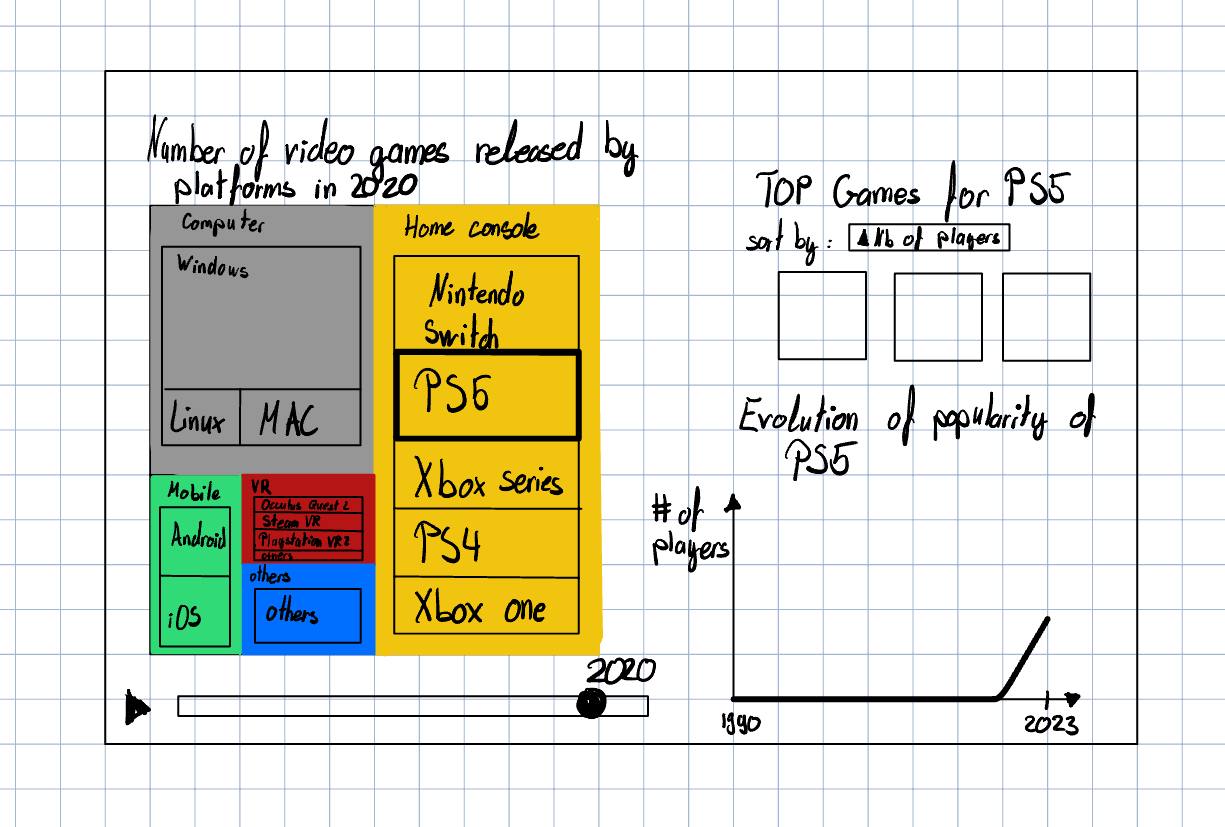 Number of video games released by
platforms in 2020
Computer
Windows
Linux
MAC
Home console
Nintendo
Switch
PS5
Xbox series
PS4
Xbox one
Mobile
Android
iOS
VR
Occulus Quest 2
Steam VR
Playstation VR2
others
others
others
2020
TOP Games for PS5
sort by: ▲ Nb of players
Evolution of popularity of
PS5
# of
players
1990
2023